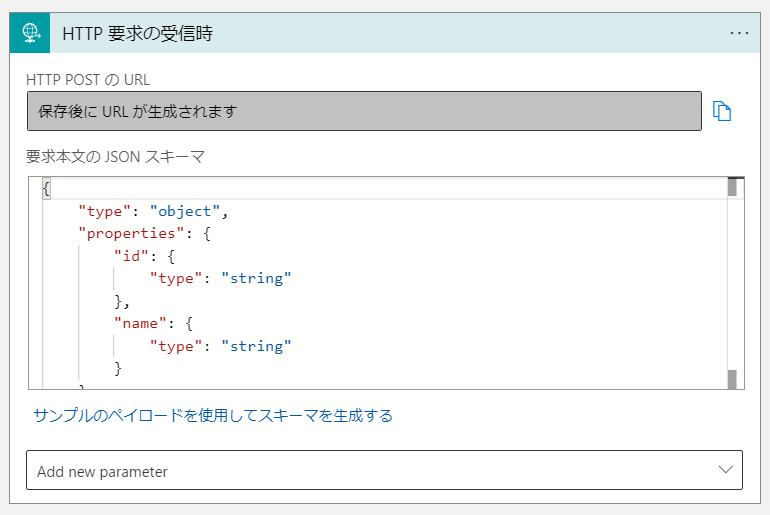 HTTP 要求の受信時
HTTP POST の URL
保存後に URL が生成されます
要求本文の JSON スキーマ
{
"type": "object",
"properties": {
"id": {
"type": "string"
},
"name": {
"type": "string"
}
サンプルのペイロードを使用してスキーマを生成する
Add new parameter